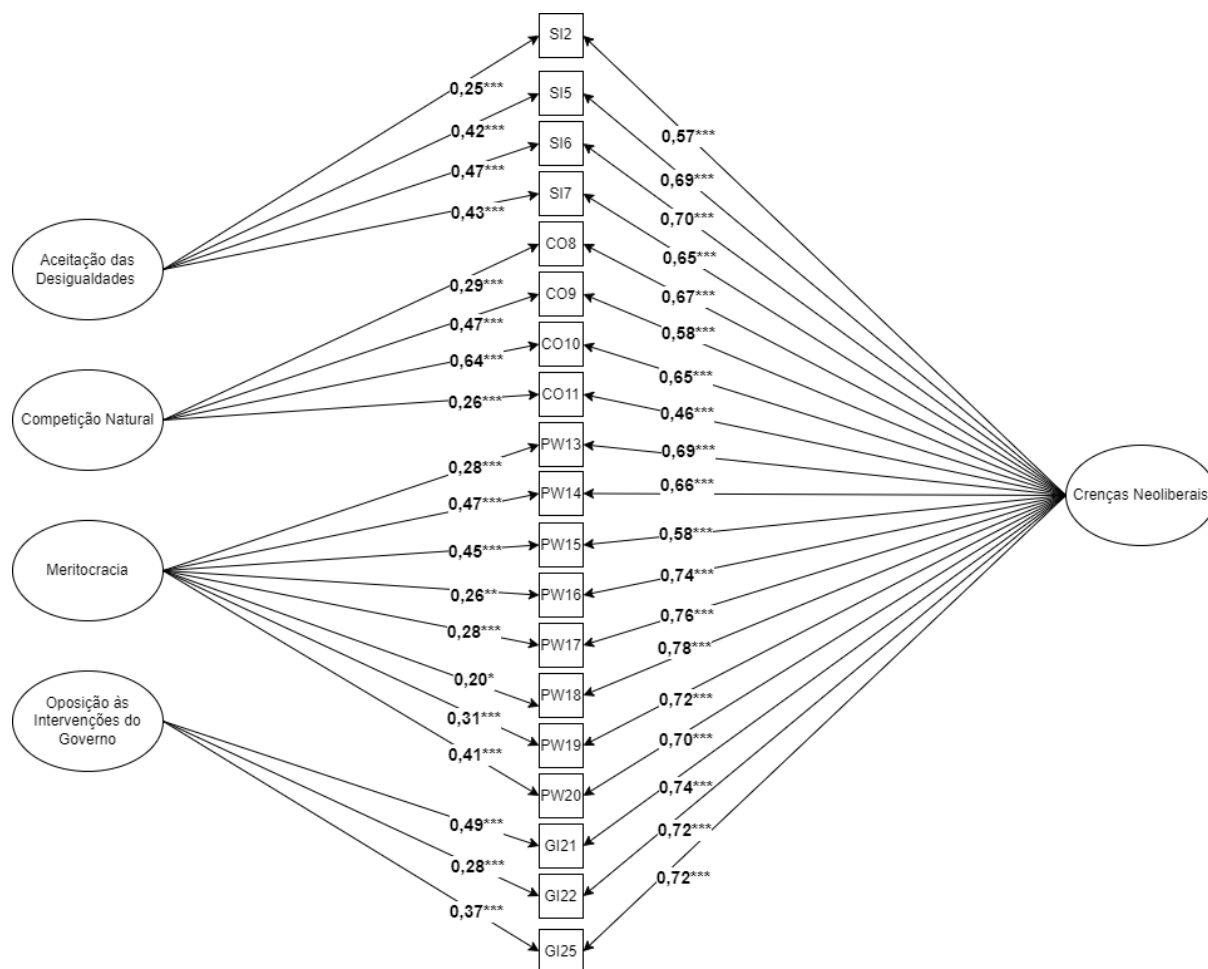 SI2
0,25***
SI5
0,42***
0,57***
SI6
0,47***
0,69***
SI7
0,43***
0,70***
Aceitação das
Desigualdades
CO8
0,65***
0,29***
CO9
0,67***
0,47***
0,58***
CO10
0,64***
0,65***
Competição Natural
CO11
0,26***
0,46***
PW13
0,28***
0,69***
PW14
0,47***
0,66***
Crenças Neoliberais
PW15
0,45***
0,58***
Meritocracia
PW16
0,26**
0,74***
PW17
0,28***
0,76***
0,78***
0,20*
PW18
Oposição às
Intervenções do
Governo
0,31***
0,72***
PW19
0,41***
0,70***
PW20
0,74***
0,49***
GI21
0,72***
0,28***
GI22
0,72***
0,37***
GI25